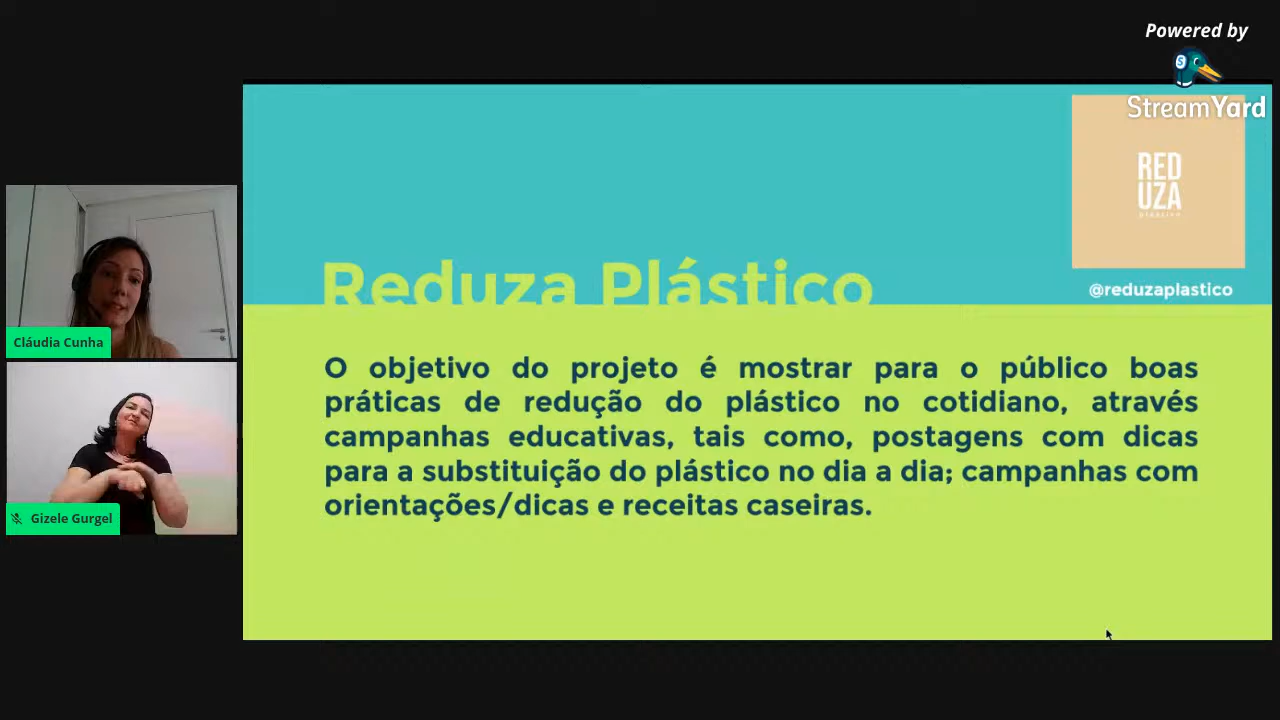 Powered by
StreamYard
RED
UZA
plástico
@reduzaplastico
Reduza Plástico
O objetivo do projeto é mostrar para o público boas
práticas de redução do plástico no cotidiano, através
campanhas educativas, tais como, postagens com dicas
para a substituição do plástico no dia a dia; campanhas com
orientações/dicas e receitas caseiras.
Cláudia Cunha
Gizele Gurgel